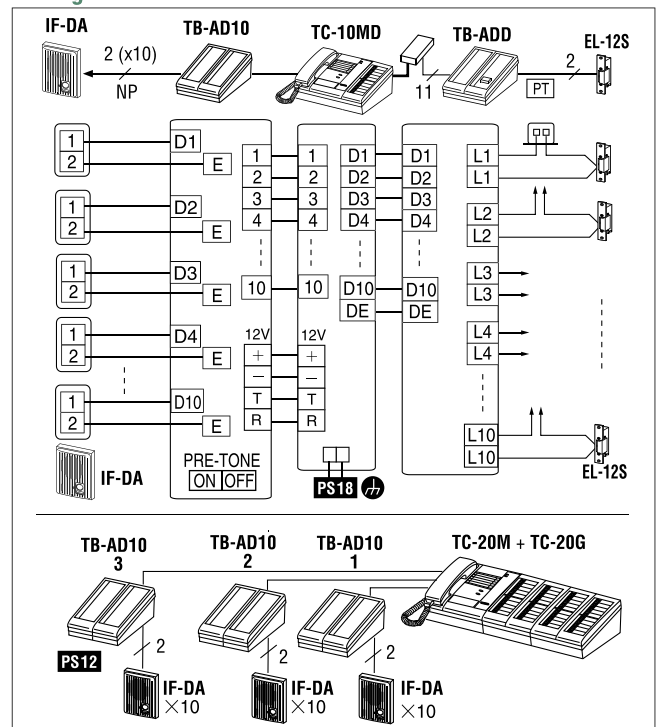 IF-DA TB-AD10 TC-10MD TB-ADD EL-12S
2 (x10) 2
NP 11 PT
1 D1 1 1 D1 D1 L1
2 E 2 2 D2 D2 L1
1 D2 3 3 D3 D3 L2
2 E 4 4 D4 D4 L2
1 D3 10 10 D10 D10 L3
2 E DE DE L3
1 D4 12V 12V L4
2 E + + L4
1 D10 − − L10
2 E T T L10
R R
IF-DA PRE-TONE EL-12S
ON OFF PS18
TB-AD10 TB-AD10 TB-AD10 TC-20M + TC-20G
3 2 1
PS12 2 2 2
IF-DA IF-DA IF-DA
×10 ×10 ×10